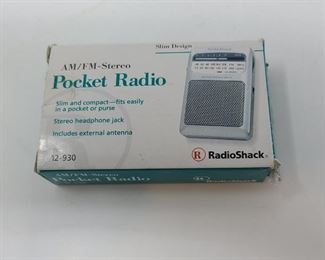 Slim Design
AM/FM-Stereo
Pocket Radio
Slim and compact—fits easily
in a pocket or purse
Stereo headphone jack
Includes external antenna
12-930
R RadioShack
AM/FM-Stereo
Pocket Radio
RadioShack